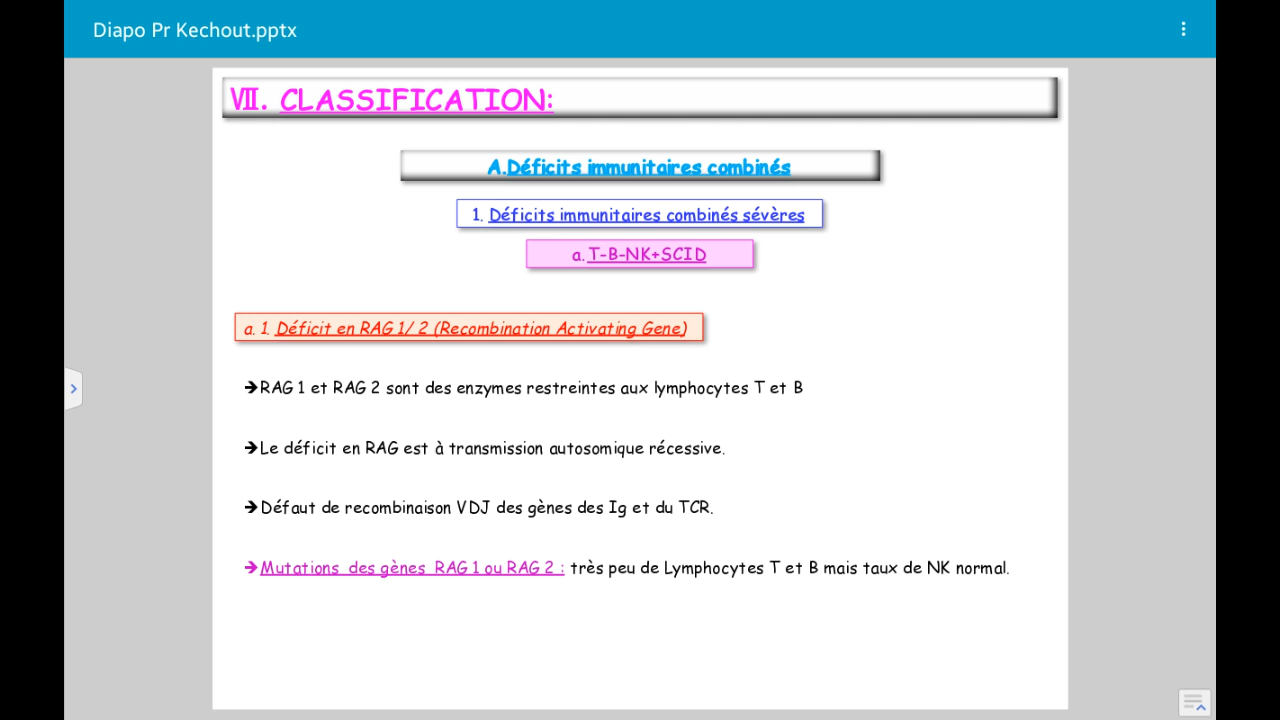 Diapo Pr Kechout.pptx
VII. CLASSIFICATION:
A.Déficits immunitaires combinés
1. Déficits immunitaires combinés sévères
a. T-B-NK+SCID
a. 1. Déficit en RAG 1/ 2 (Recombination Activating Gene)
➔RAG 1 et RAG 2 sont des enzymes restreintes aux lymphocytes T et B
➔Le déficit en RAG est à transmission autosomique récessive.
➔Défaut de recombinaison VDJ des gènes des Ig et du TCR.
➔Mutations des gènes RAG 1 ou RAG 2 : très peu de Lymphocytes T et B mais taux de NK normal.